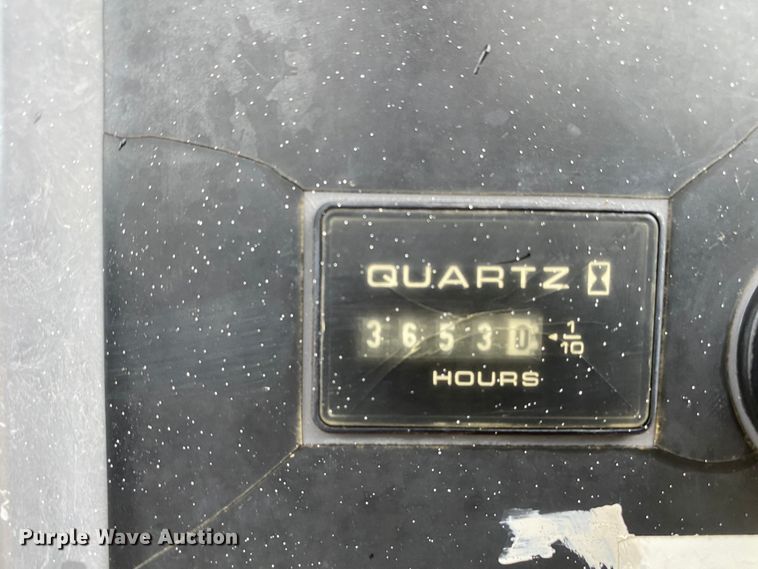 QUARTZ
36530 1/10
HOURS
Purple Wave Auction